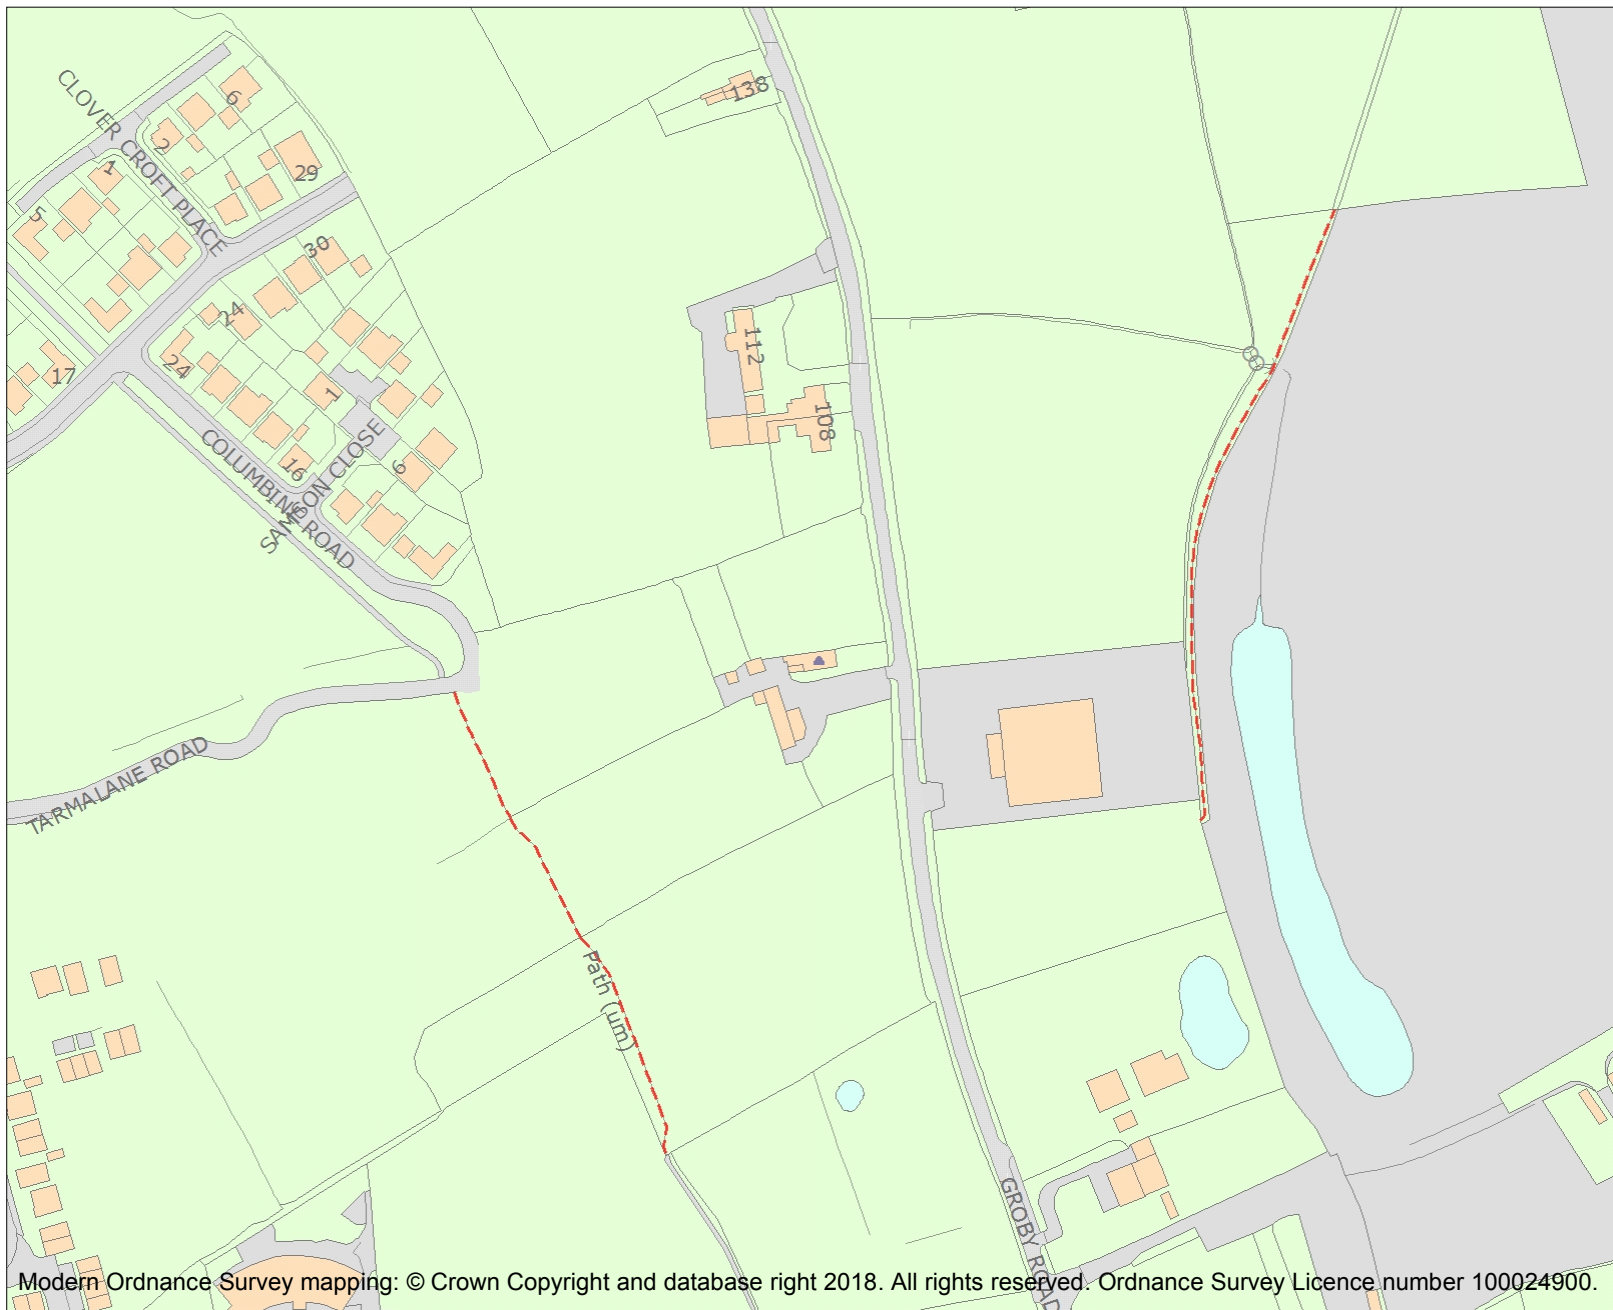 138
CLOVER CROFT PLACE
6
2
1
29
5
30
24
24
17
1
112
108
COLUMBINE ROAD
16
6
SAMSON CLOSE
TARMALANE ROAD
Path (um)
GROBY ROAD
Modern Ordnance Survey mapping: © Crown Copyright and database right 2018. All rights reserved. Ordnance Survey Licence number 100024900.